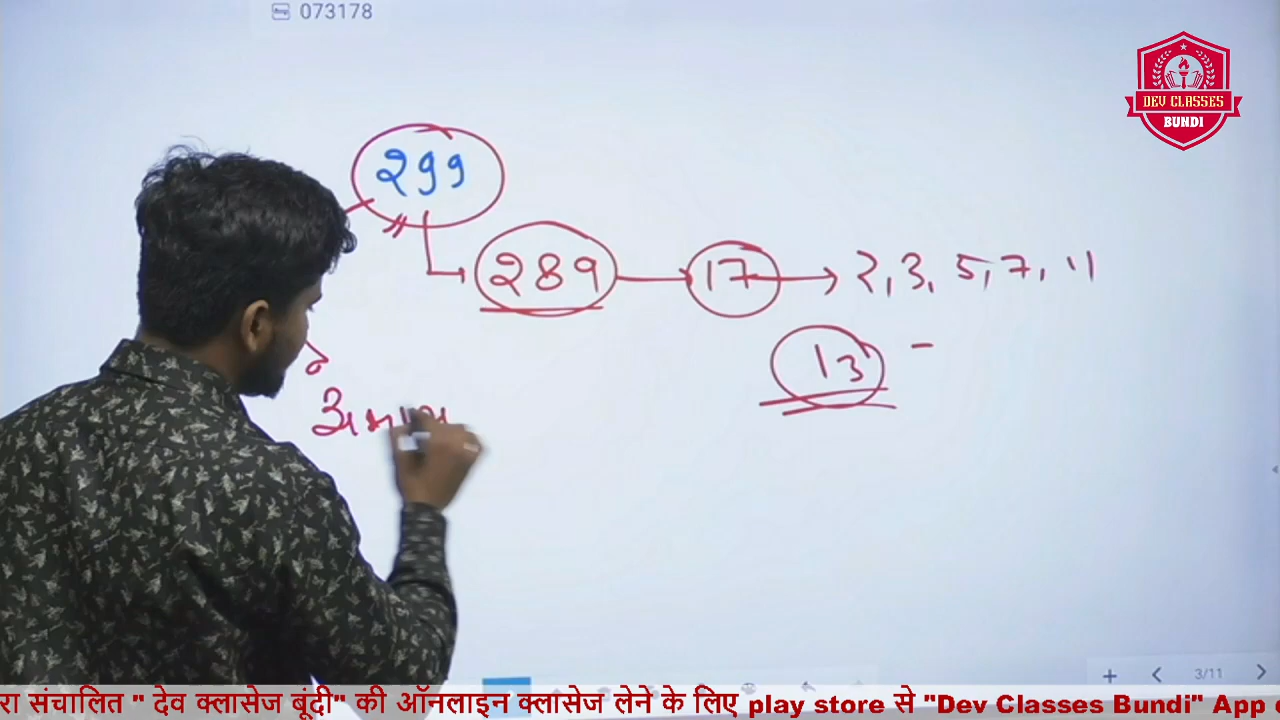 073178
DEV CLASSES
BUNDI
299
289 17 2, 3, 5, 7, 11
13 -
3/11
रा संचालित " देव क्लासेज बूंदी" की ऑनलाइन क्लासेज लेने के लिए play store से "Dev Classes Bundi" App